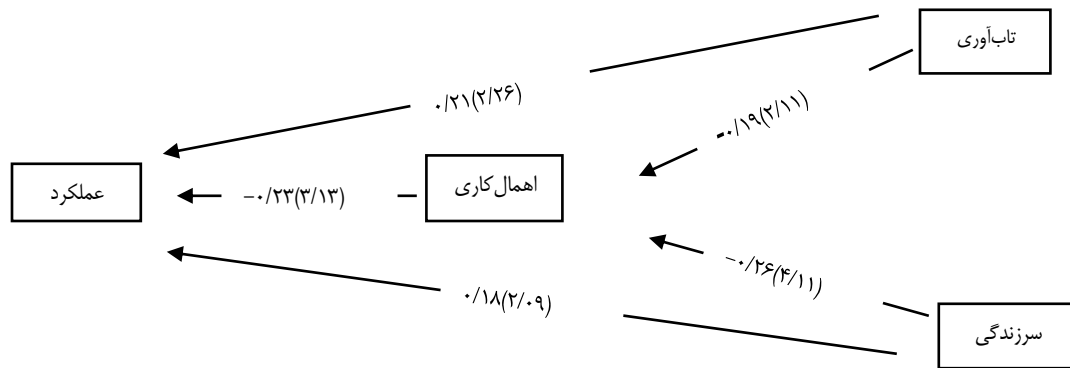 تاب‌آوری
۰/۲۱(۲/۲۶)
-۰/۱۹(۲/۱۱)
اهمال‌کاری
-۰/۲۳(۳/۱۳)
عملکرد
-۰/۲۶(۴/۱۱)
۰/۱۸(۲/۰۹)
سرزندگی